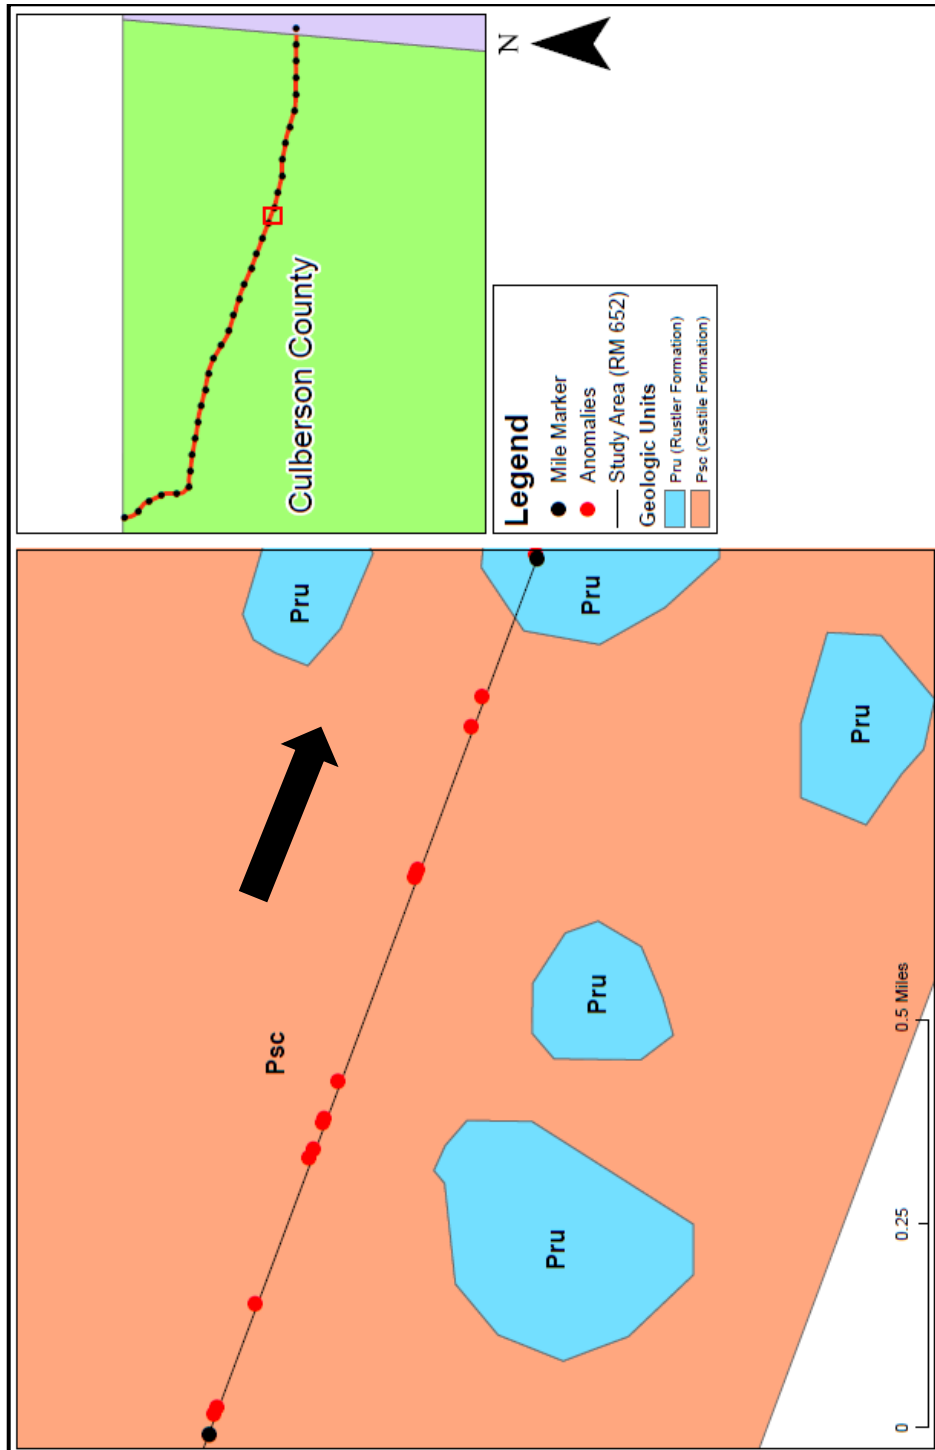 Culberson County
N
Legend
Mile Marker
Anomalies
Study Area (RM 652)
Geologic Units
Pru (Rustler Formation)
Psc (Castile Formation)
Pru
Pru
Pru
Psc
Pru
Pru
0 0.25 0.5 Miles